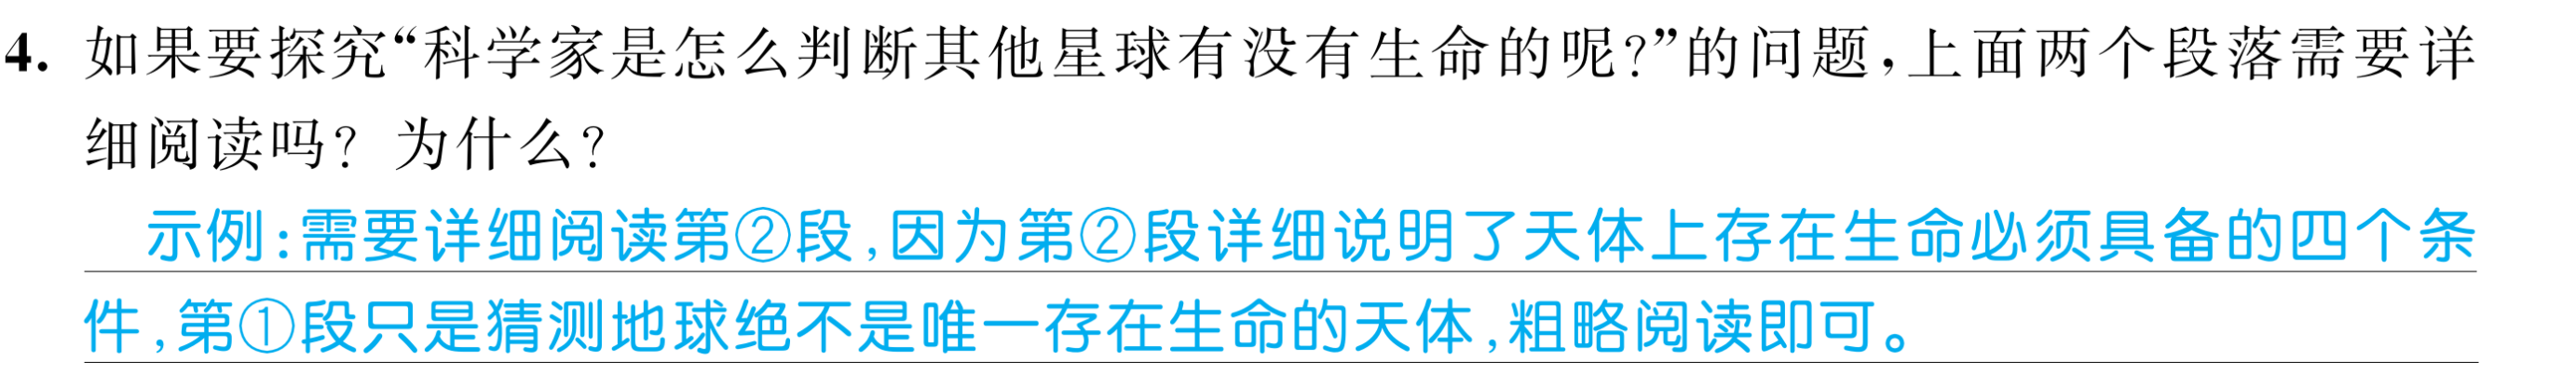 4. 如果要探究“科学家是怎么判断其他星球有没有生命的呢?”的问题,上面两个段落需要详
细阅读吗?为什么?
示例:需要详细阅读第②段,因为第②段详细说明了天体上存在生命必须具备的四个条
件,第①段只是猜测地球绝不是唯一存在生命的天体,粗略阅读即可。